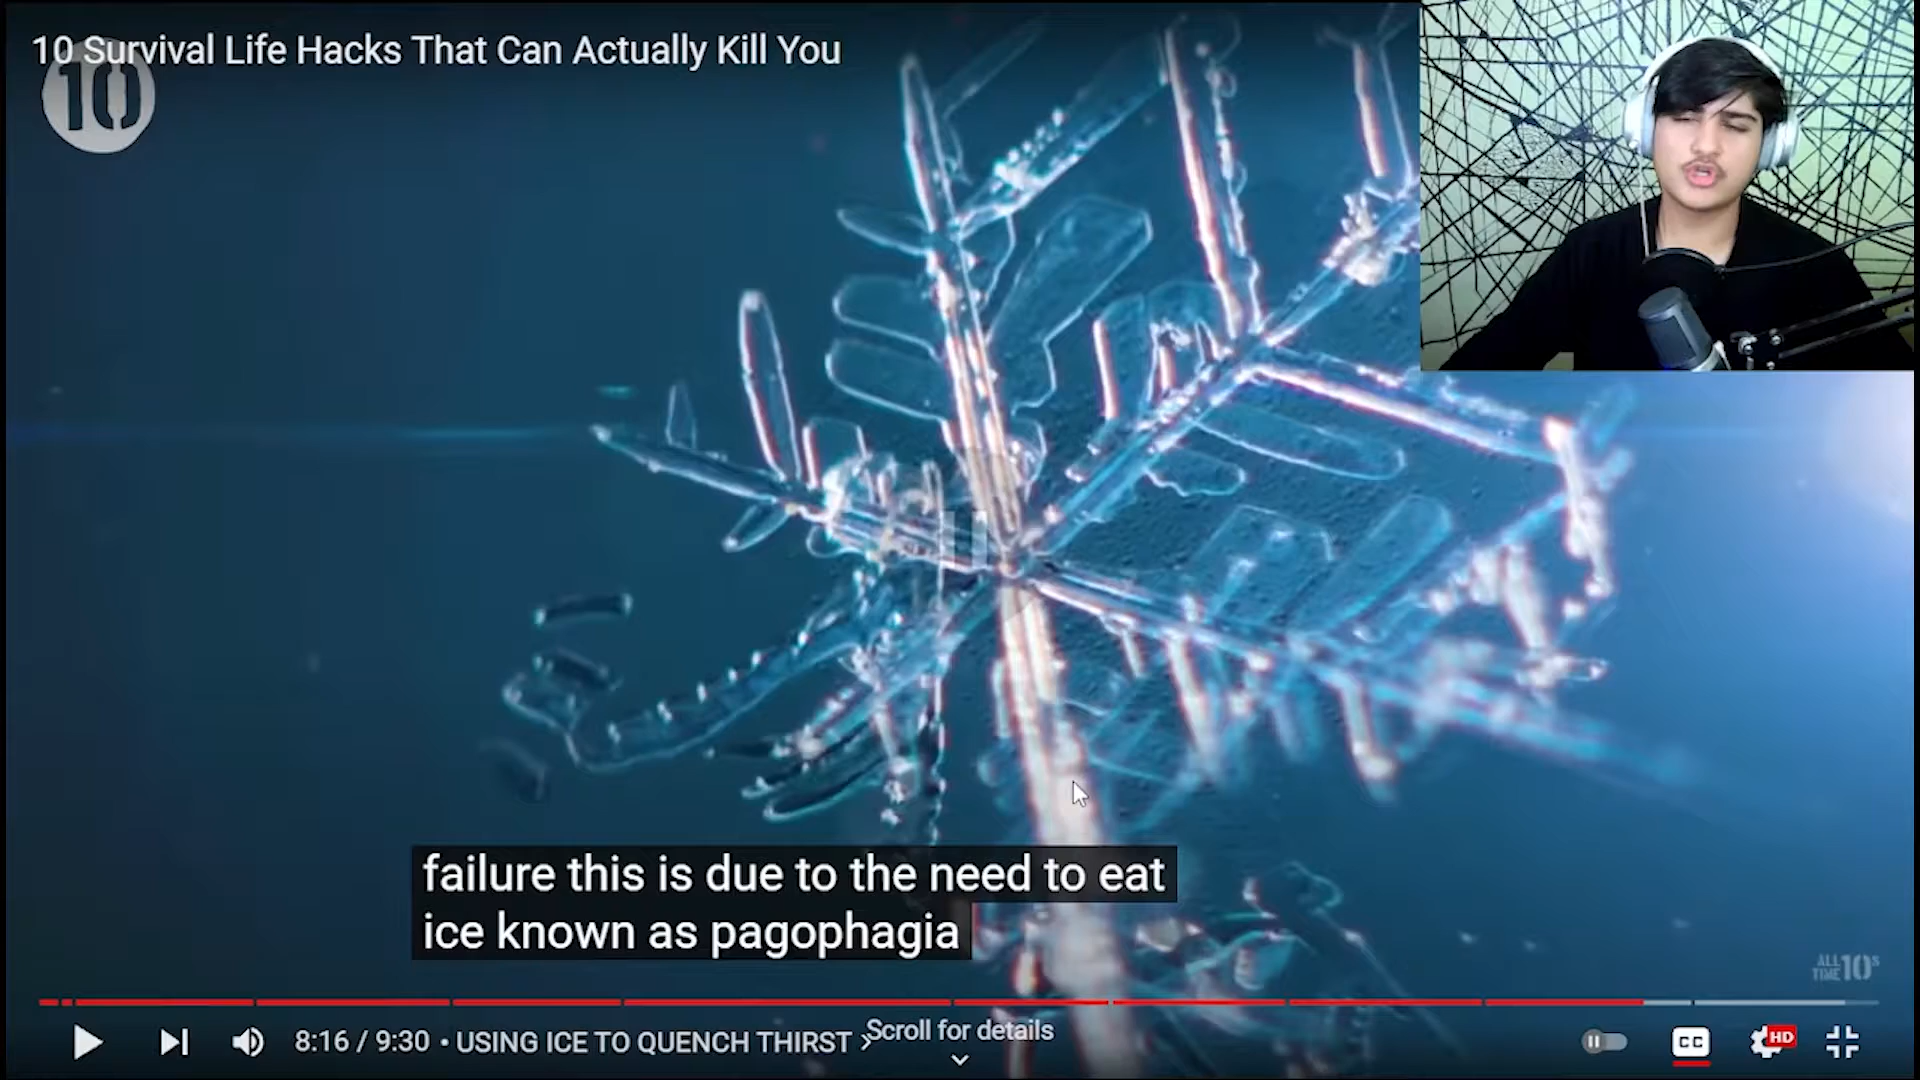 10 Survival Life Hacks That Can Actually Kill You
10
failure this is due to the need to eat
ice known as pagophagia
ALL TIME 10s
8:16 / 9:30 • USING ICE TO QUENCH THIRST >
Scroll for details
CC
HD